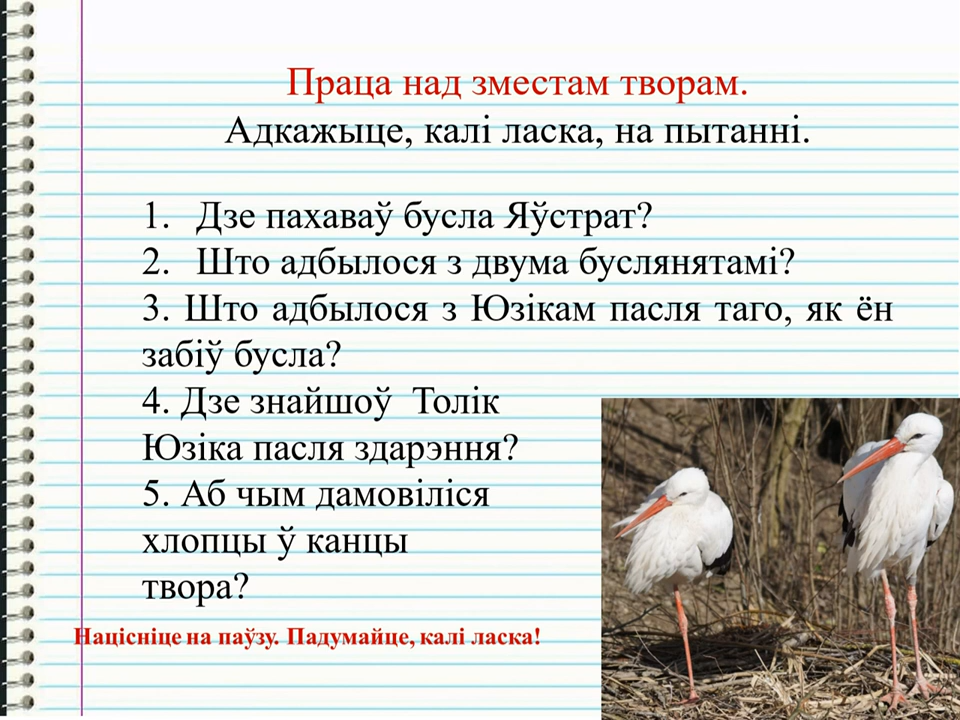 Праца над зместам творам.
Адкажыце, калі ласка, на пытанні.
1. Дзе пахаваў бусла Яўстрат?
2. Што адбылося з двума буслянятамі?
3. Што адбылося з Юзікам пасля таго, як ён
забіў бусла?
4. Дзе знайшоў Толік
Юзіка пасля здарэння?
5. Аб чым дамовіліся
хлопцы ў канцы
твора?
Націсніце на паўзу. Падумайце, калі ласка!